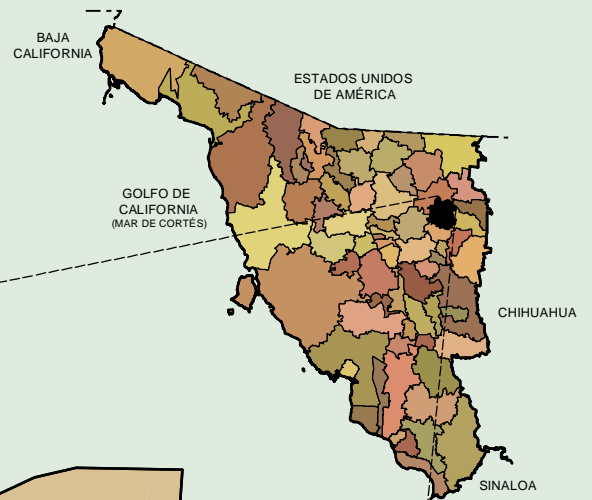 BAJA
CALIFORNIA
ESTADOS UNIDOS
DE AMÉRICA
GOLFO DE
CALIFORNIA
(MAR DE CORTÉS)
CHIHUAHUA
SINALOA